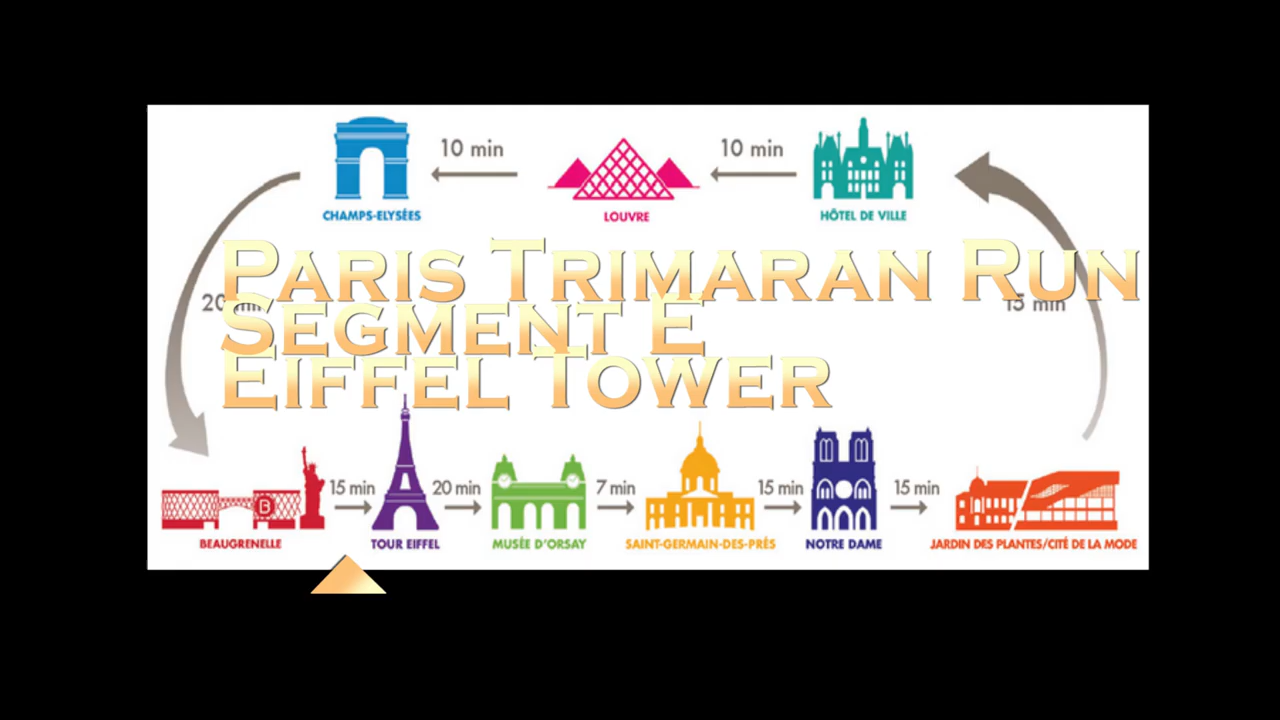 10 min
10 min
CHAMPS-ELYSÉES
LOUVRE
HÔTEL DE VILLE
PARIS TRIMARAN RUN
20 min
15 min
SEGMENT E
EIFFEL TOWER
15 min
20 min
7 min
15 min
15 min
B
BEAUGRENELLE
TOUR EIFFEL
MUSÉE D'ORSAY
SAINT-GERMAIN-DES-PRÉS
NOTRE DAME
JARDIN DES PLANTES/CITÉ DE LA MODE